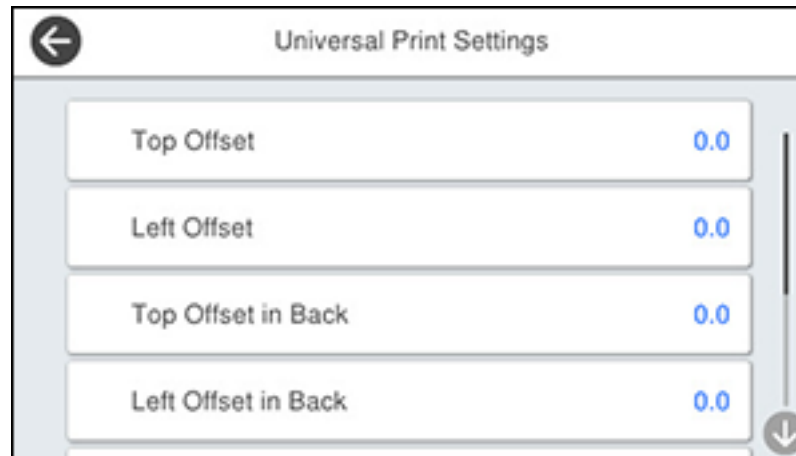 Universal Print Settings
Top Offset 0.0
Left Offset 0.0
Top Offset in Back 0.0
Left Offset in Back 0.0